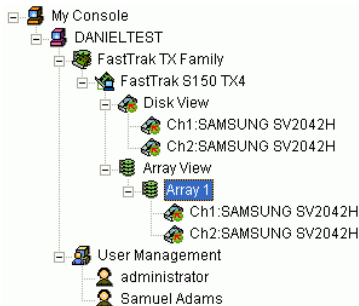 My Console
DANIELTEST
FastTrak TX Family
FastTrak S150 TX4
Disk View
Ch1:SAMSUNG SV2042H
Ch2:SAMSUNG SV2042H
Array View
Array 1
Ch1:SAMSUNG SV2042H
Ch2:SAMSUNG SV2042H
User Management
administrator
Samuel Adams